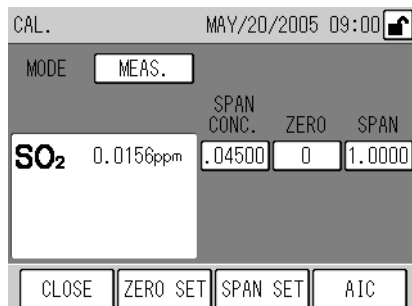 CAL. MAY/20/2005 09:00
MODE MEAS.
SPAN
CONC. ZERO SPAN
SO₂ 0.0156ppm .04500 0 1.0000
CLOSE ZERO SET SPAN SET AIC